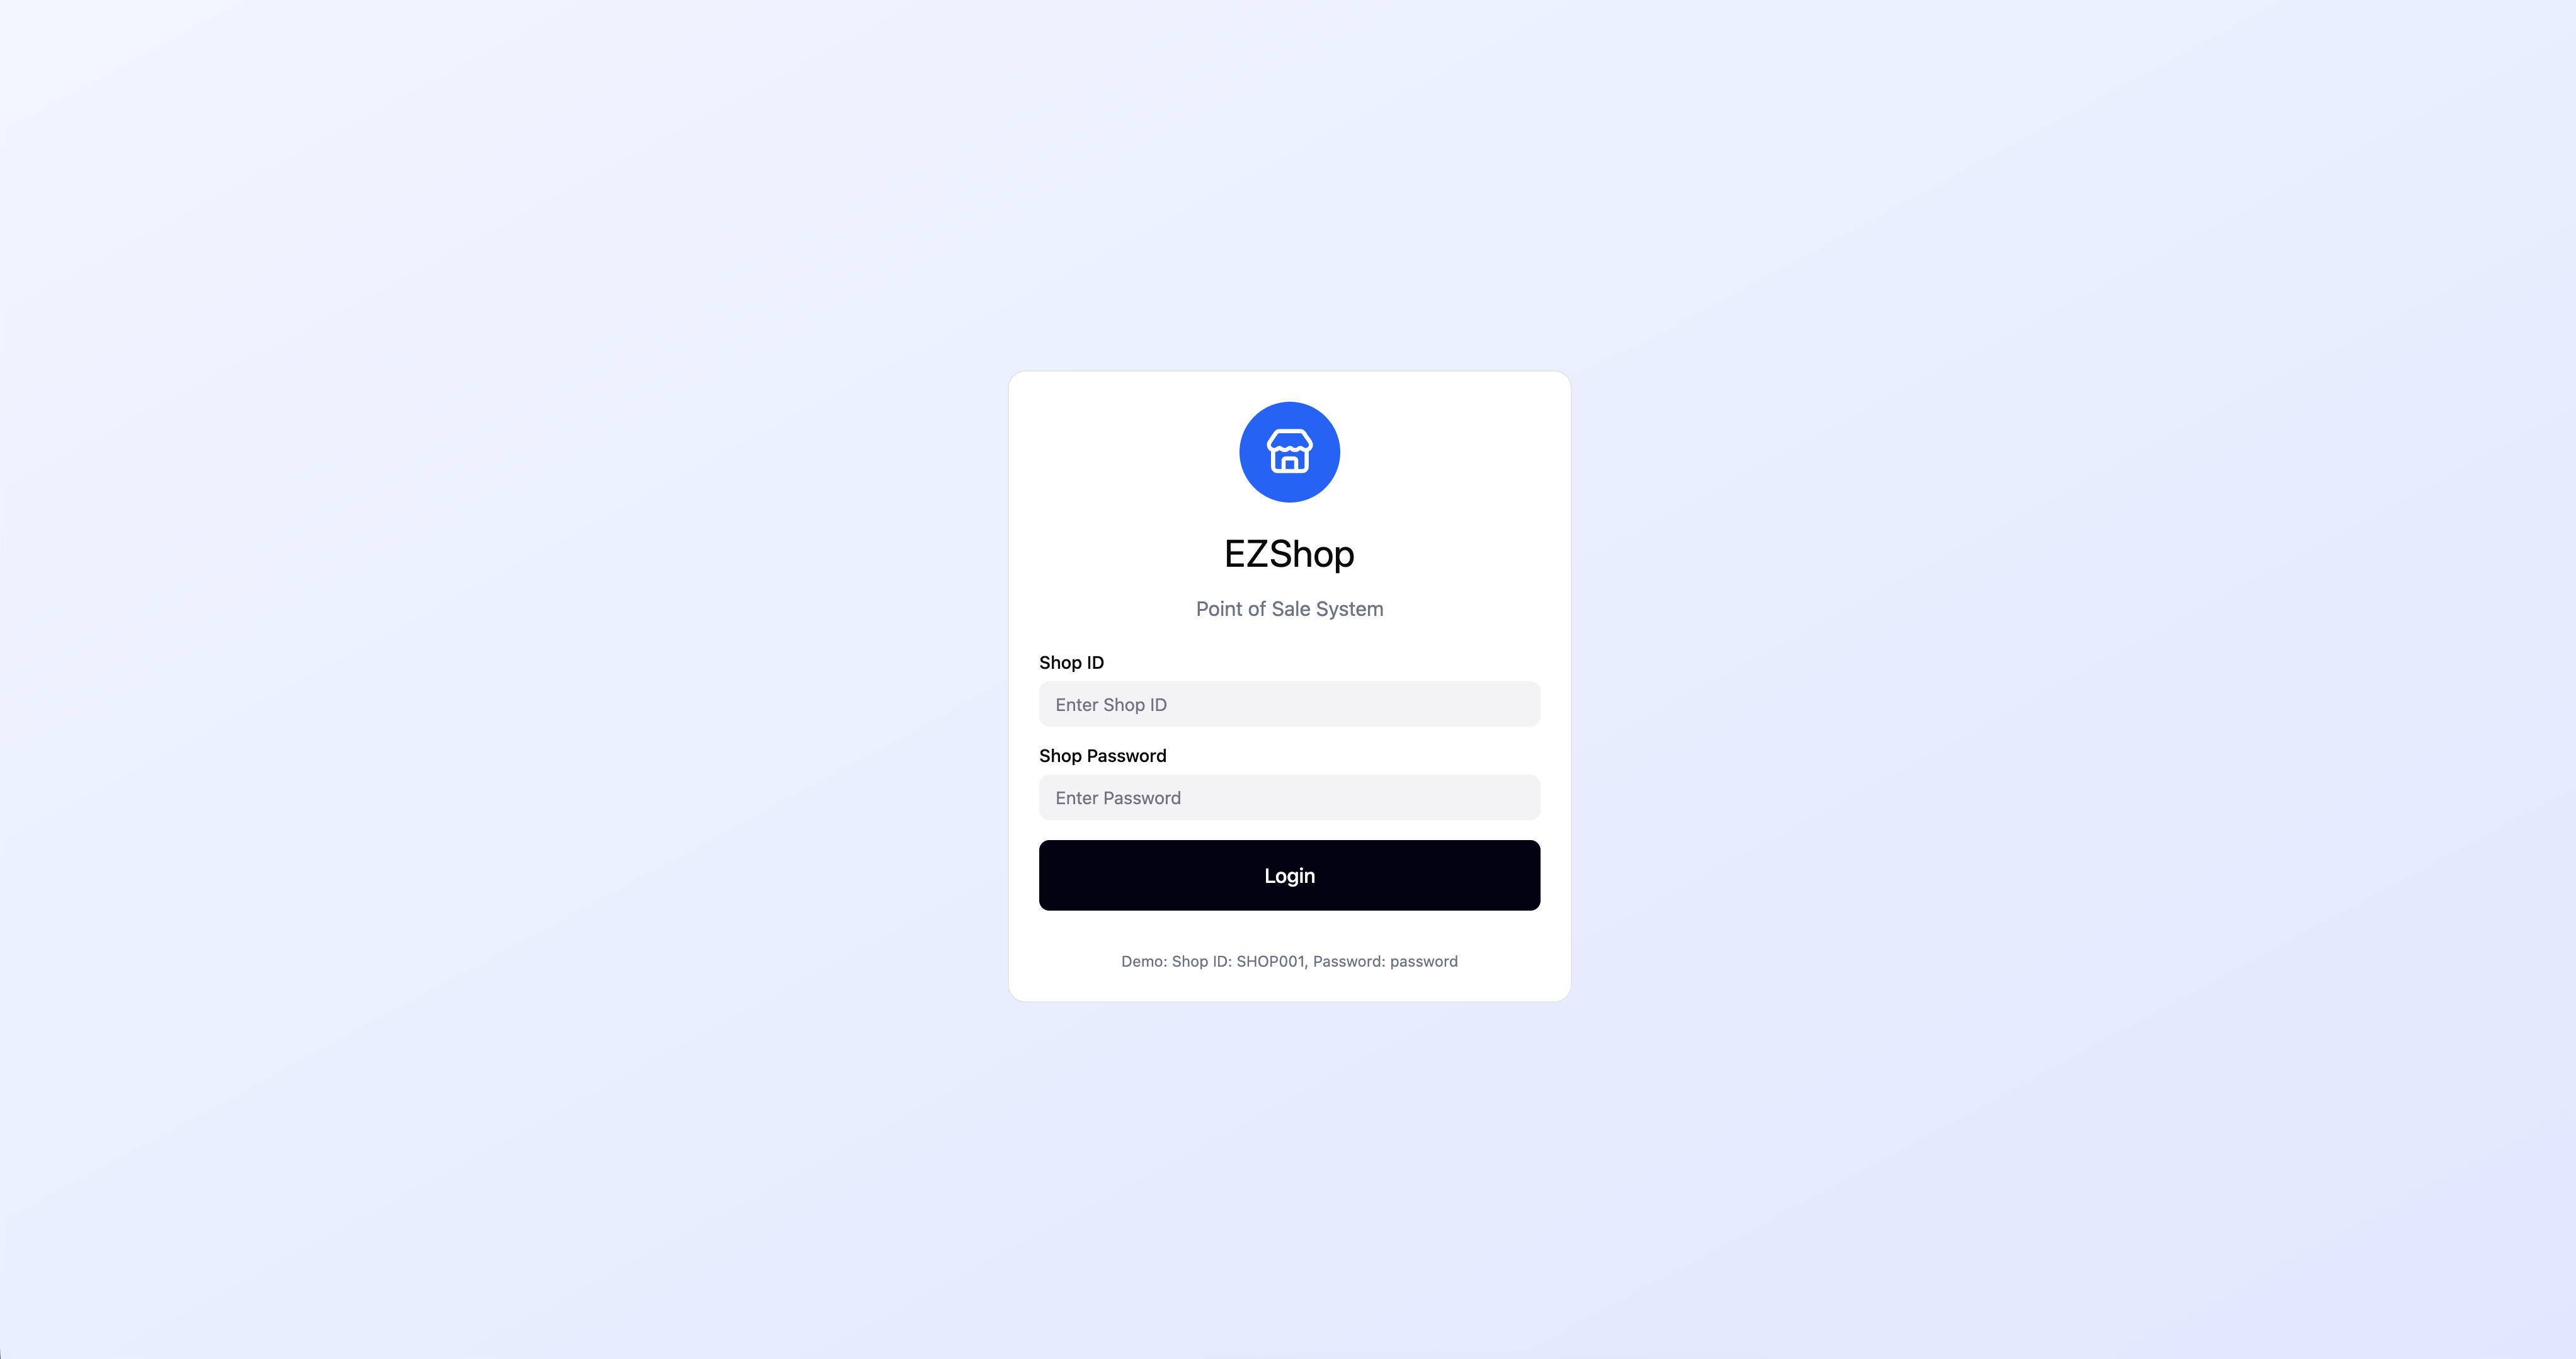 EZShop
Point of Sale System
Shop ID
Enter Shop ID
Shop Password
Enter Password
Login
Demo: Shop ID: SHOP001, Password: password